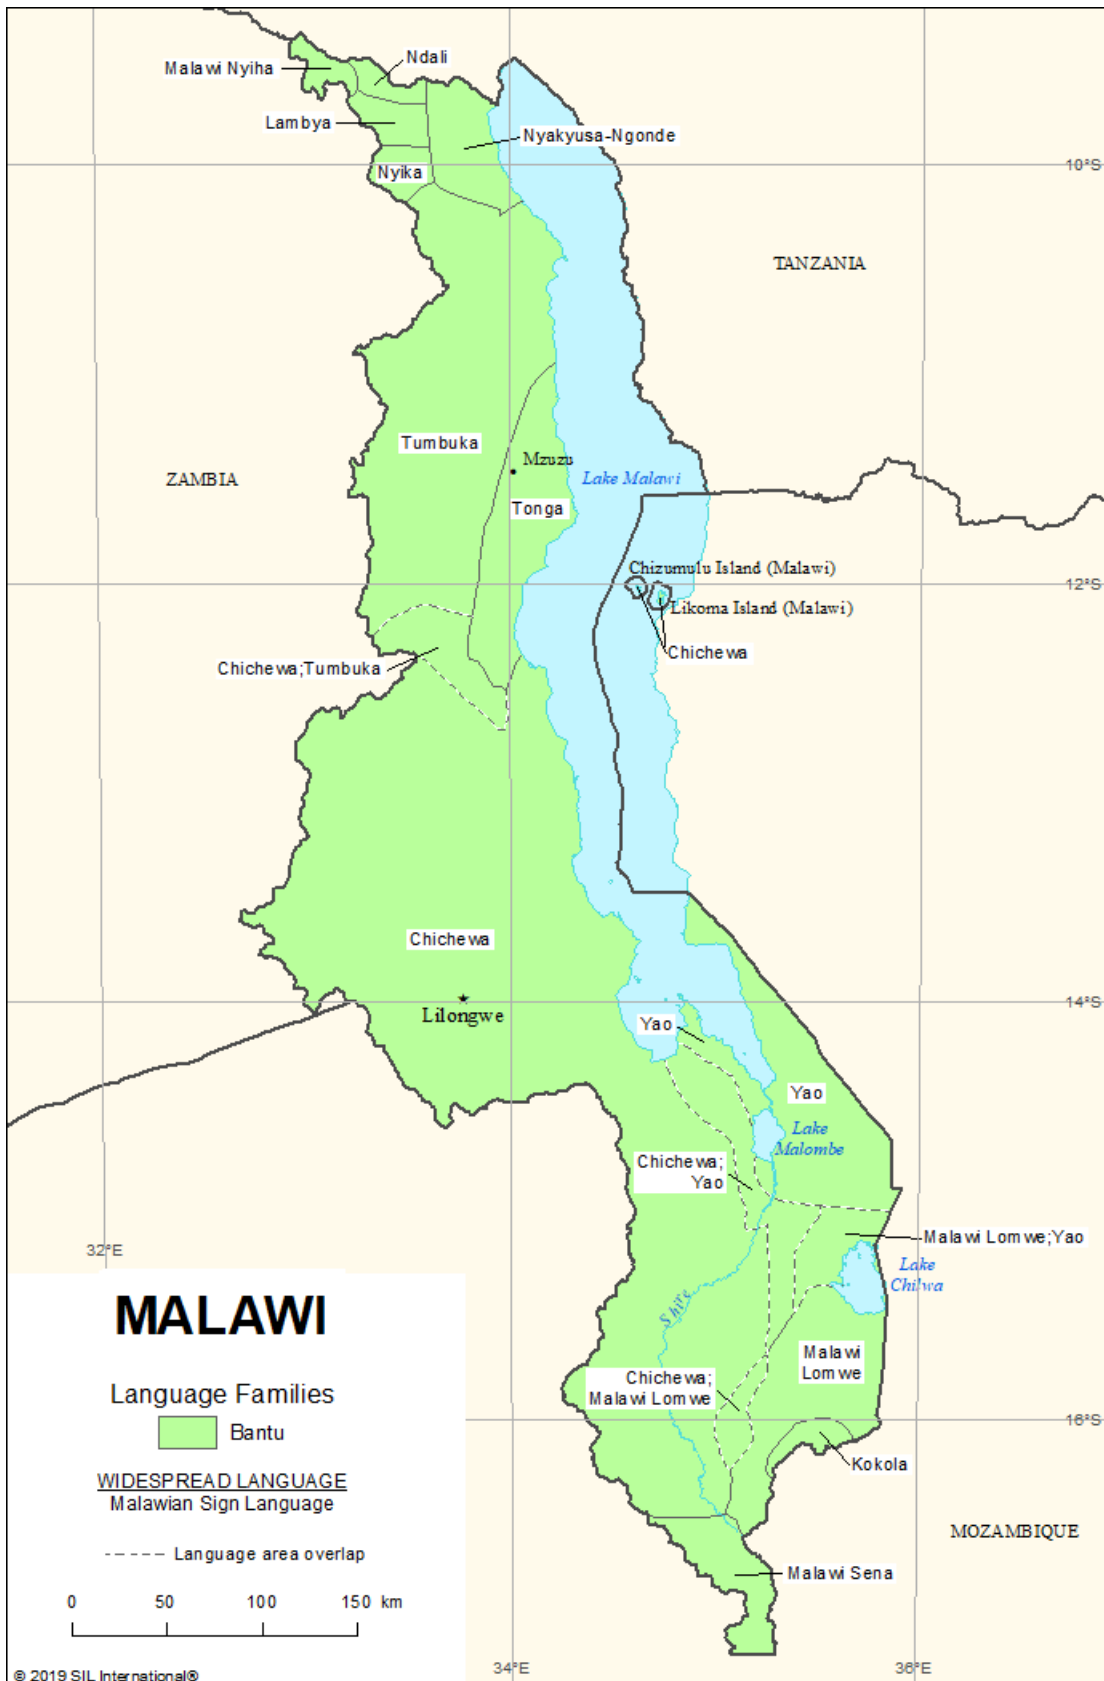 Ndali
Malawi Nyiha
Lambya
Nyakyusa-Ngonde
10°S
Nyika
TANZANIA
Tumbuka
Mzuzu
ZAMBIA
Lake Malawi
Tonga
Chizumulu Island (Malawi)
12°S
Likoma Island (Malawi)
Chichewa
Chichewa;Tumbuka
Chichewa
14°S
Lilongwe
Yao
Yao
Lake
Malombe
Chichewa;
Yao
Malawi Lomwe;Yao
32°E
Lake
Chilwa
Shire
Malawi
Lomwe
Chichewa;
Malawi Lomwe
16°S
Kokola
MOZAMBIQUE
Malawi Sena
34°E
36°E
MALAWI
Language Families
Bantu
WIDESPREAD LANGUAGE
Malawian Sign Language
Language area overlap
0 50 100 150 km
© 2019 SIL International®